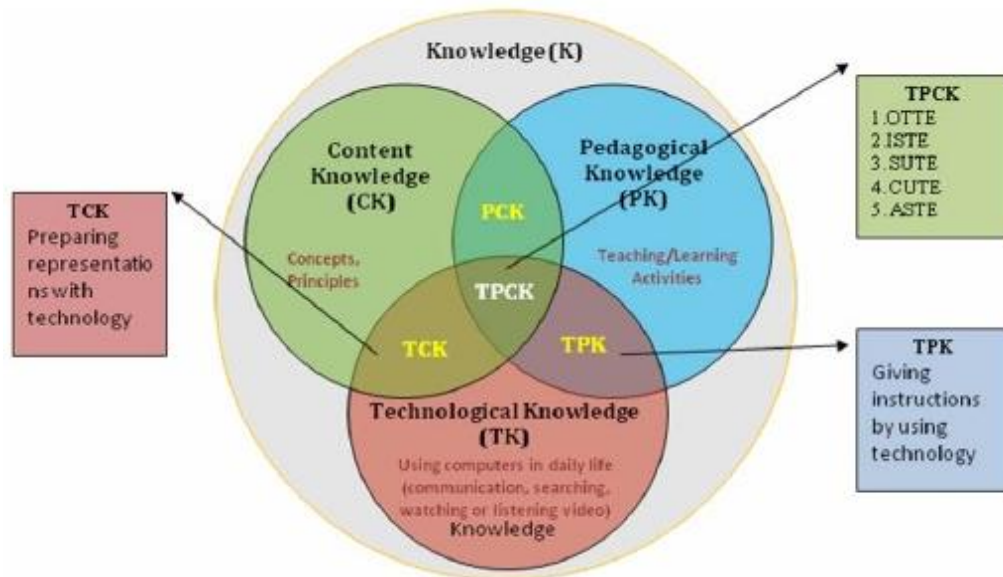 Knowledge(K)
Content
Knowledge
(CK)
Concepts,
Principles
PCK
Pedagogical
Knowledge
(PK)
Teaching/Learning
Activities
TPCK
TCK
TPK
Technological Knowledge
(TK)
Using computers in daily life
(communication, searching,
watching or listening video)
Knowledge
TCK
Preparing
representatio
ns with
technology
TPCK
1.OTTE
2.ISTE
3.SUTE
4.CUTE
5.ASTE
TPK
Giving
instructions
by using
technology